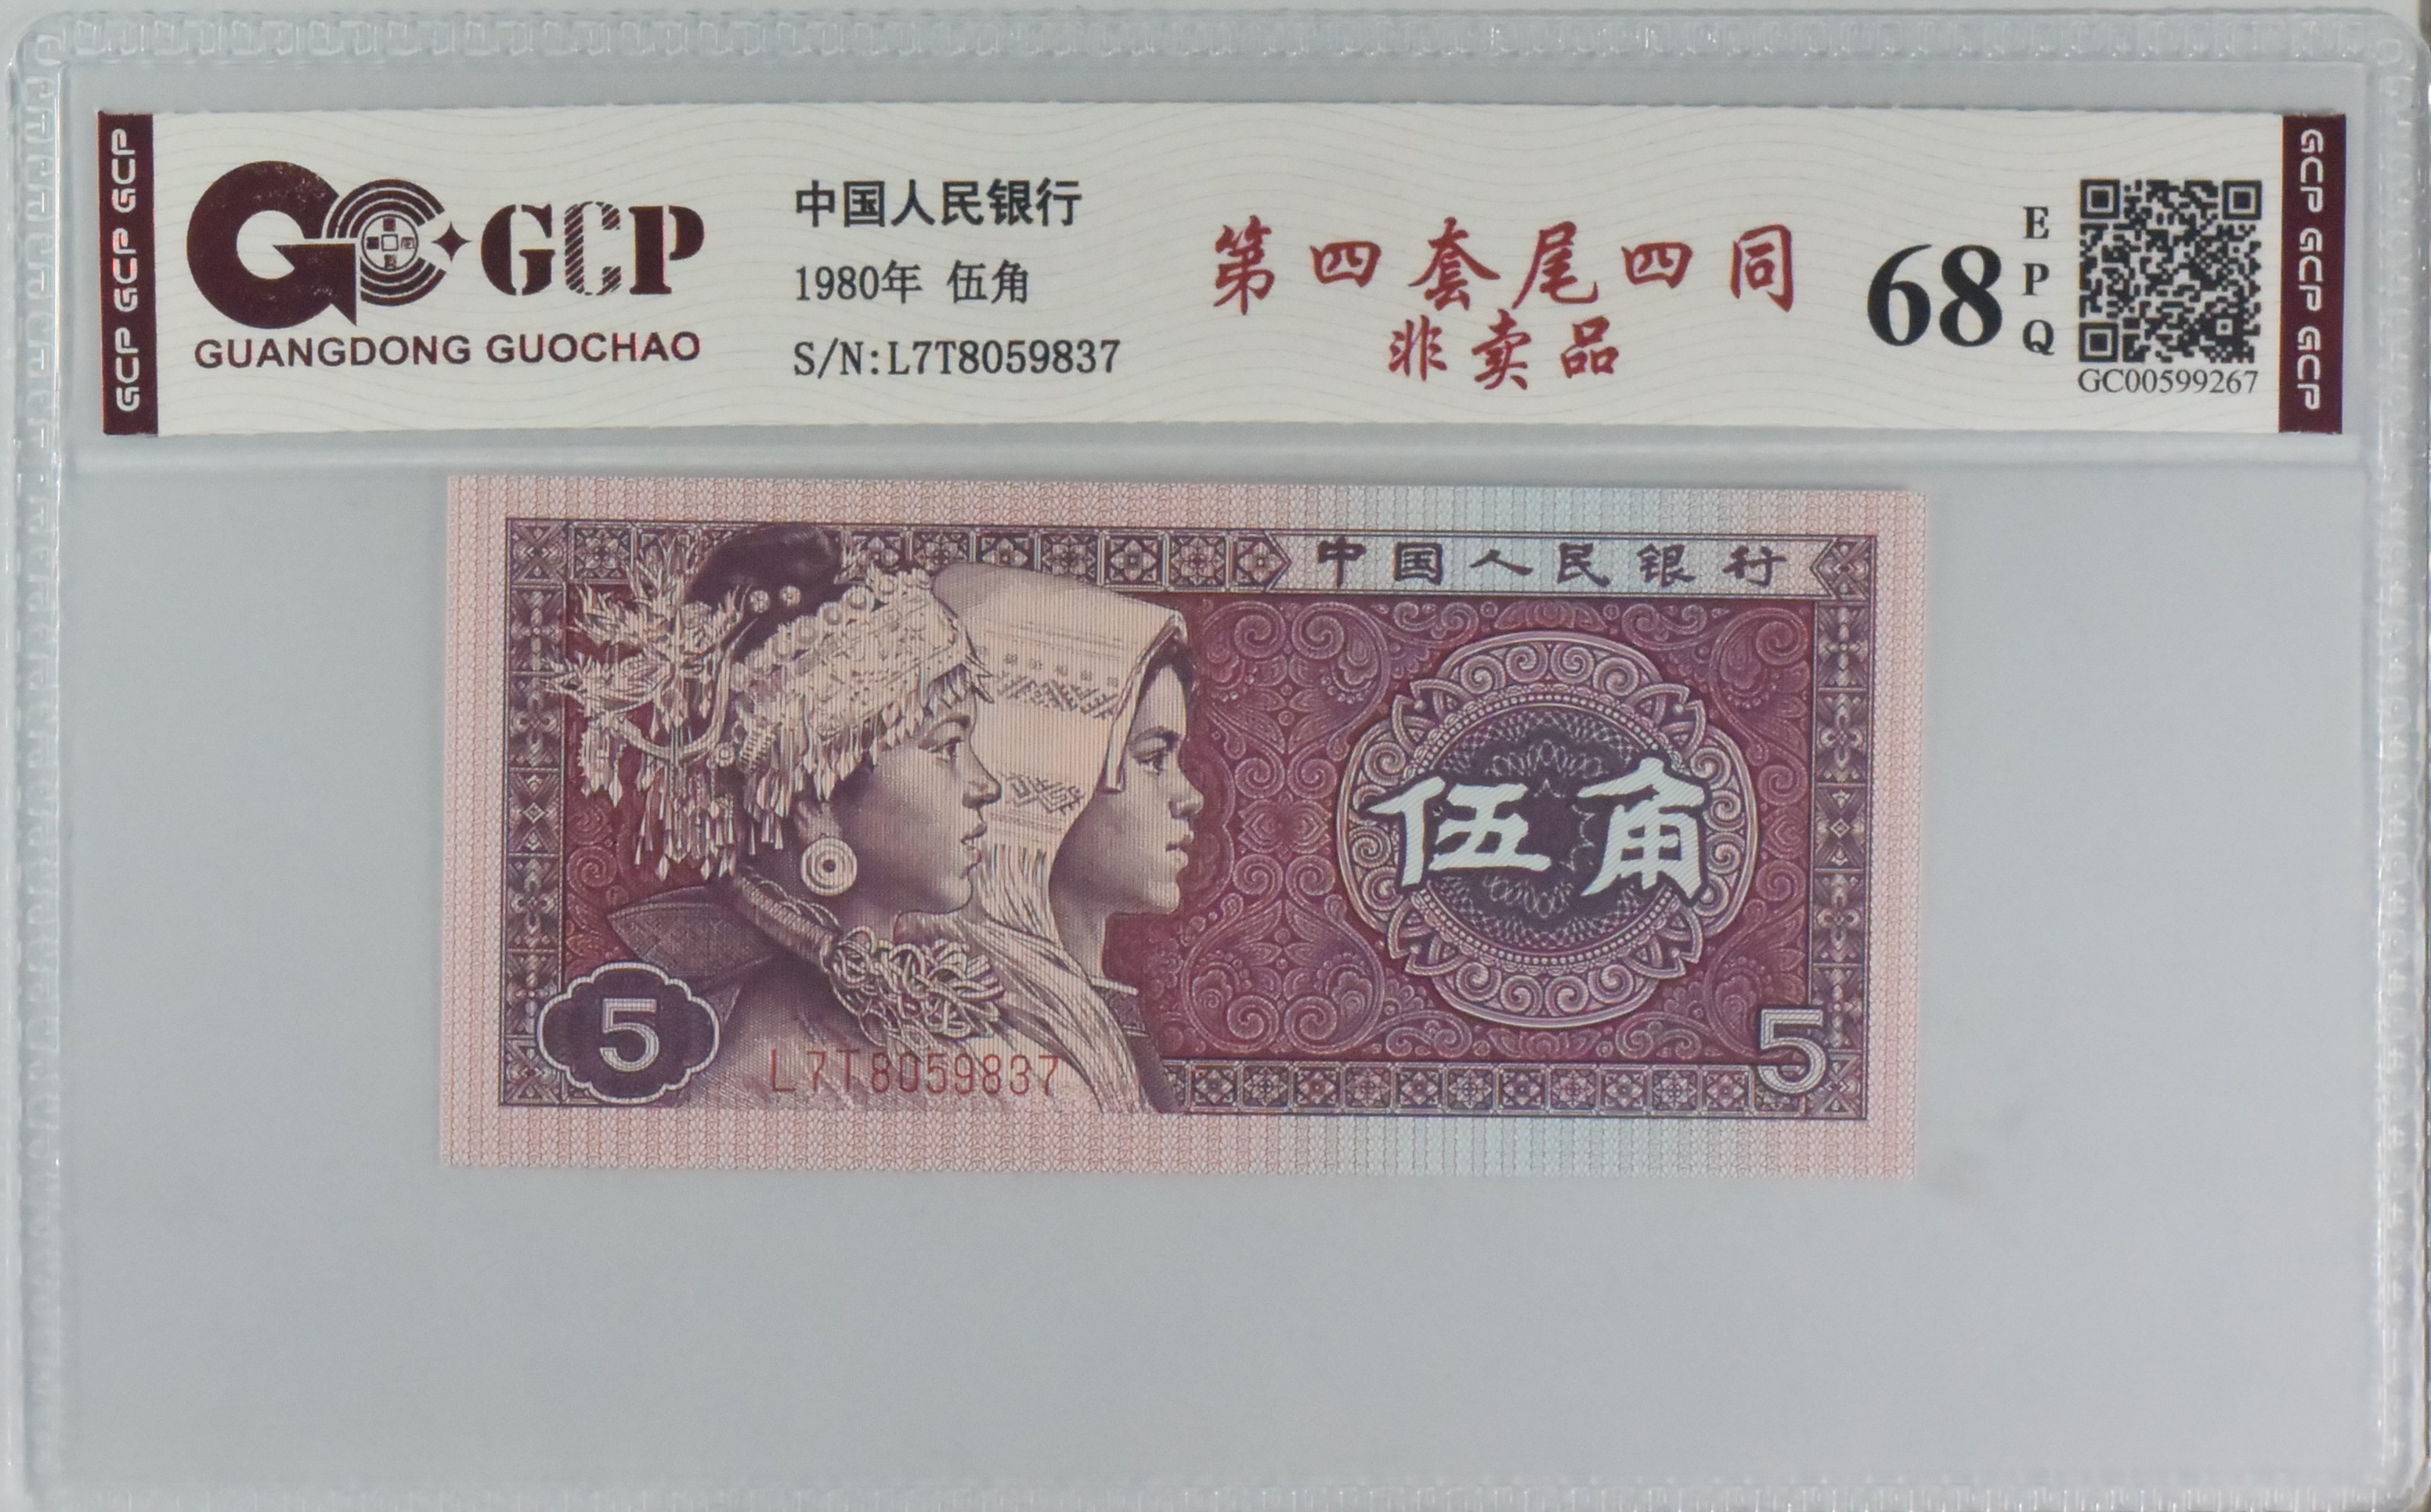 GCP GCP GCP
GCP
GUANGDONG GUOCHAO
中国人民银行
1980年 伍角
S/N:L7T8059837
第四套尾四同
非卖品
68
EPQ
GC00599267
GCP GCP GCP
中国人民银行
伍角
5
L7T8059837
5